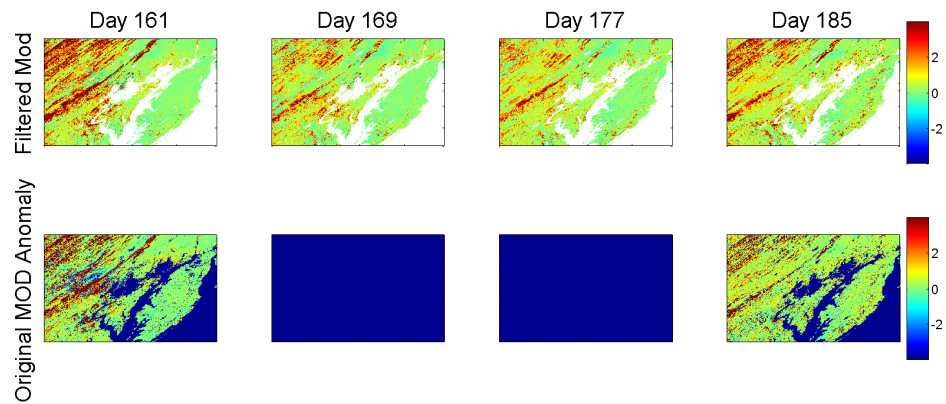 Day 161
Day 169
Day 177
Day 185
Filtered Mod
2
0
-2
Original MOD Anomaly
2
0
-2